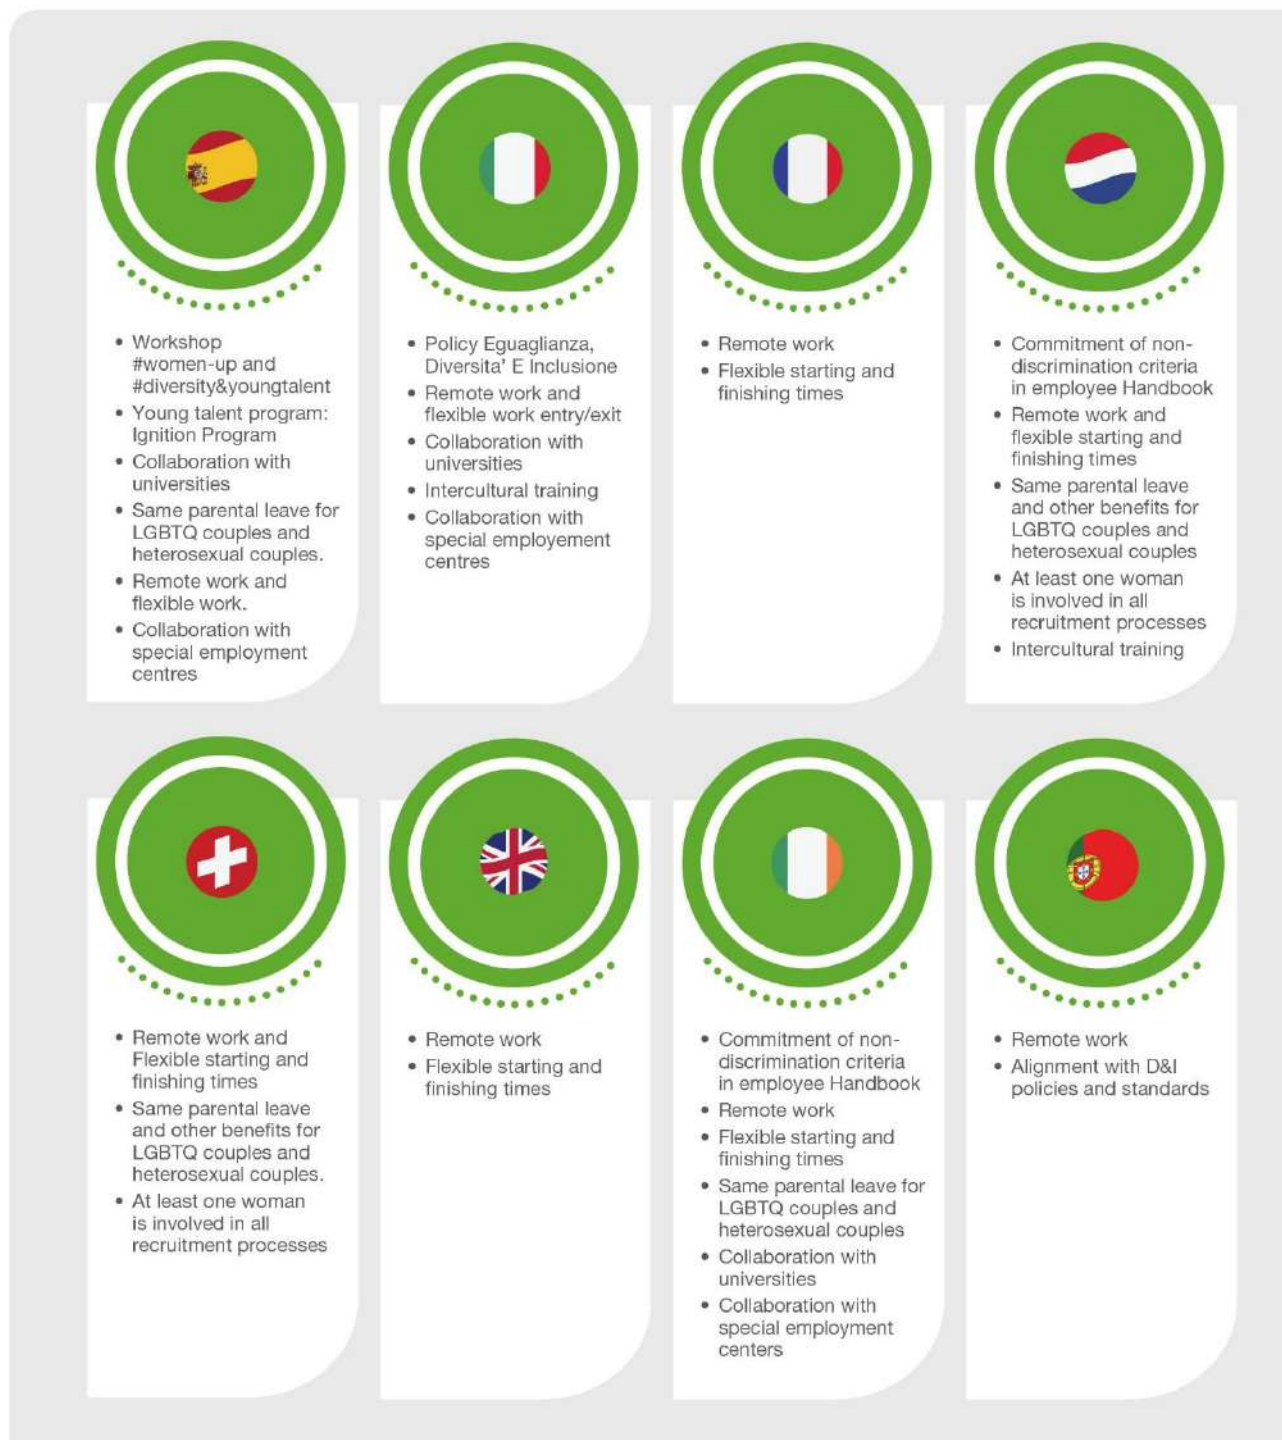 • Workshop
#women-up and
#diversity&youngtalent
• Young talent program:
Ignition Program
• Collaboration with
universities
• Same parental leave for
LGBTQ couples and
heterosexual couples.
• Remote work and
flexible work.
• Collaboration with
special employment
centres
• Policy Eguaglianza,
Diversita' E Inclusione
• Remote work and
flexible work entry/exit
• Collaboration with
universities
• Intercultural training
• Collaboration with
special employement
centres
• Remote work
• Flexible starting and
finishing times
• Commitment of non-
discrimination criteria
in employee Handbook
• Remote work and
flexible starting and
finishing times
• Same parental leave
and other benefits for
LGBTQ couples and
heterosexual couples
• At least one woman
is involved in all
recruitment processes
• Intercultural training
• Remote work and
Flexible starting and
finishing times
• Same parental leave
and other benefits for
LGBTQ couples and
heterosexual couples.
• At least one woman
is involved in all
recruitment processes
• Remote work
• Flexible starting and
finishing times
• Commitment of non-
discrimination criteria
in employee Handbook
• Remote work
• Flexible starting and
finishing times
• Same parental leave for
LGBTQ couples and
heterosexual couples
• Collaboration with
universities
• Collaboration with
special employment
centers
• Remote work
• Alignment with D&I
policies and standards